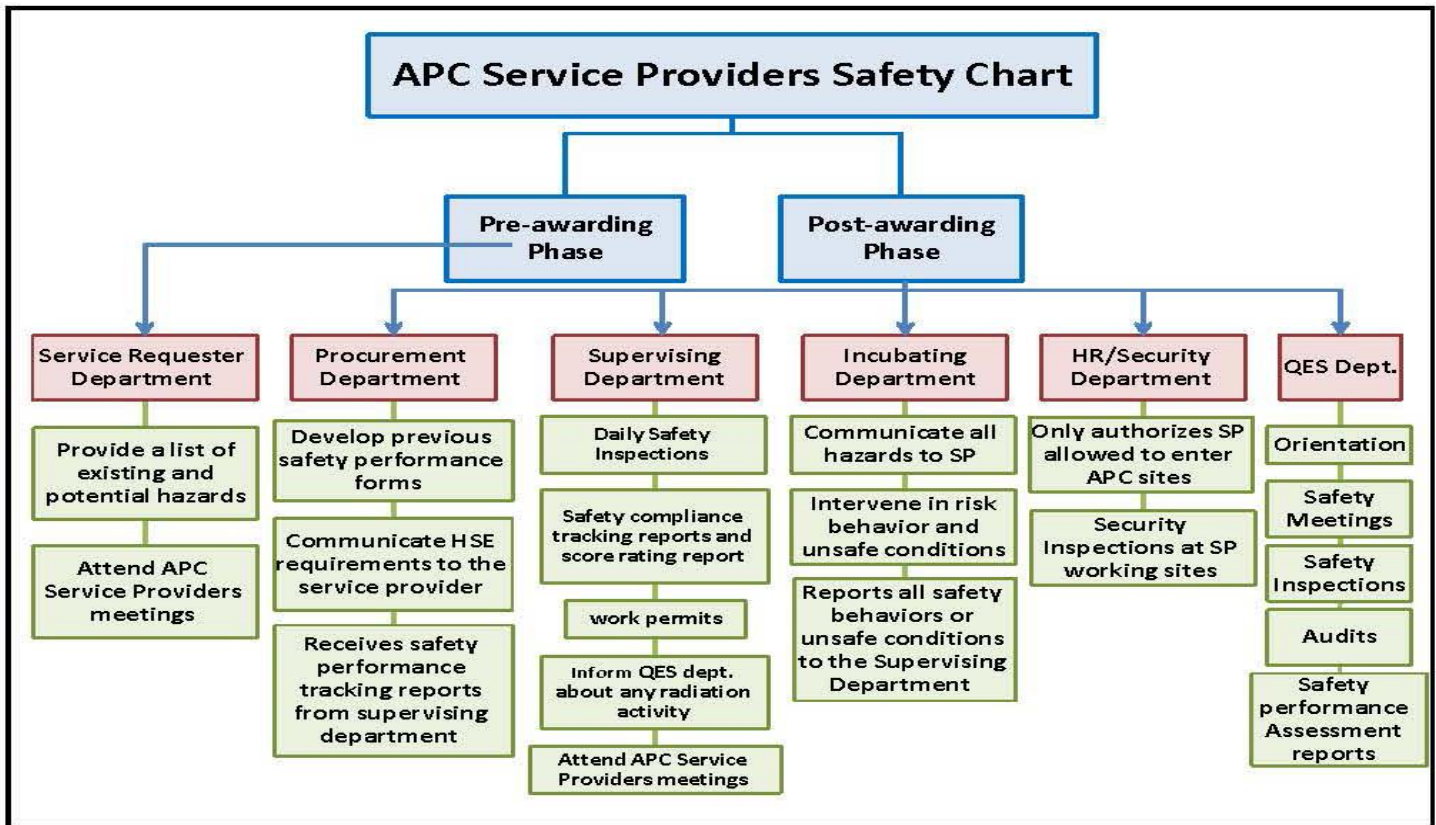 APC Service Providers Safety Chart
Pre-awarding
Phase
Post-awarding
Phase
Service Requester
Department
Provide a list of
existing and
potential hazards
Attend APC
Service Providers
meetings
Procurement
Department
Develop previous
safety performance
forms
Communicate HSE
requirements to the
service provider
Receives safety
performance
tracking reports
from supervising
department
Supervising
Department
Daily Safety
Inspections
Safety compliance
tracking reports and
score rating report
work permits
Inform QES dept.
about any radiation
activity
Attend APC Service
Providers meetings
Incubating
Department
Communicate all
hazards to SP
Intervene in risk
behavior and
unsafe conditions
Reports all safety
behaviors or
unsafe conditions
to the Supervising
Department
HR/Security
Department
Only authorizes SP
allowed to enter
APC sites
Security
Inspections at SP
working sites
QES Dept.
Orientation
Safety
Meetings
Safety
Inspections
Audits
Safety
performance
Assessment
reports